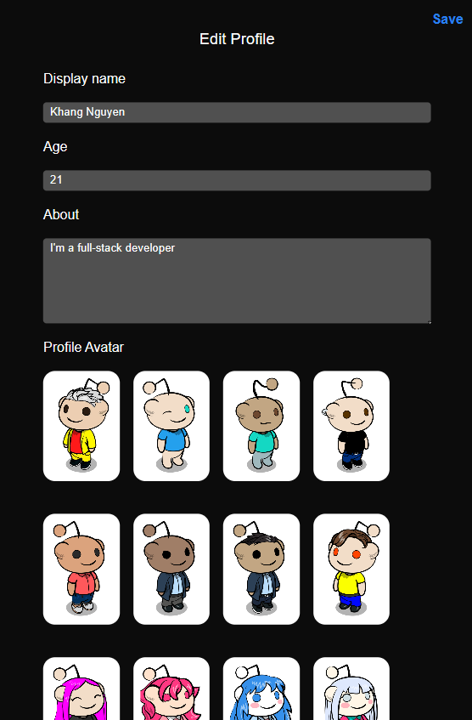 Save
Edit Profile
Display name
Khang Nguyen
Age
21
About
I'm a full-stack developer
Profile Avatar